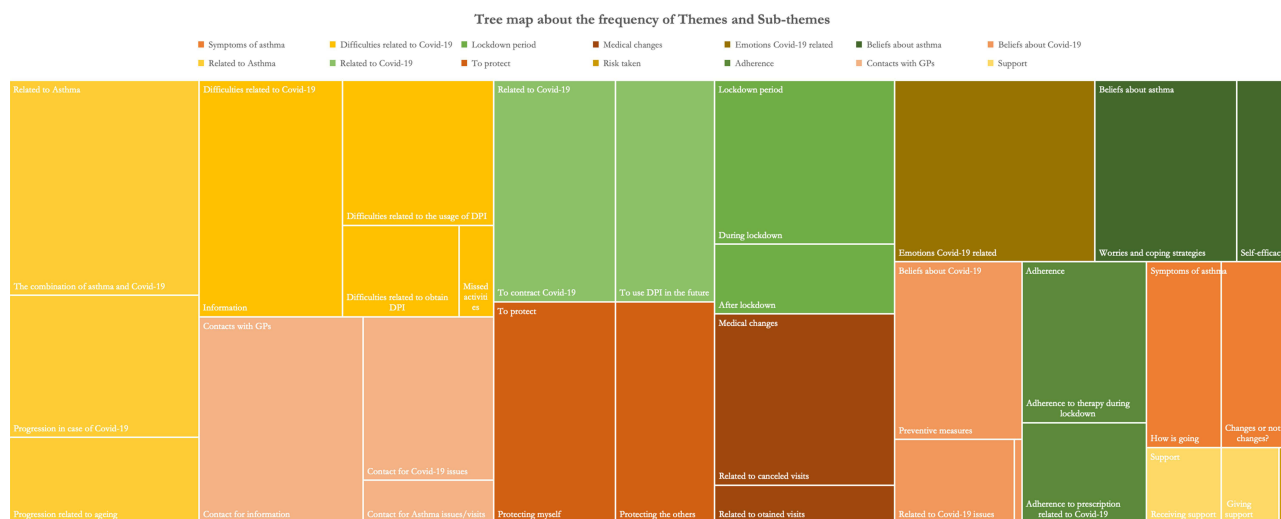 Tree map about the frequency of Themes and Sub-themes
Symptoms of asthma
Difficulties related to Covid-19
Lockdown period
Medical changes
Emotions Covid-19 related
Beliefs about asthma
Beliefs about Covid-19
Related to Asthma
Related to Covid-19
To protect
Risk taken
Adherence
Contacts with GPs
Support
Related to Asthma
The combination of asthma and Covid-19
Progression in case of Covid-19
Progression related to ageing
Difficulties related to Covid-19
Information
Difficulties related to the usage of DPI
Difficulties related to obtain
DPI
Missed
activiti
es
Contacts with GPs
Contact for information
Contact for Covid-19 issues
Contact for Asthma issues/visits
Related to Covid-19
To contract Covid-19
To use DPI in the future
To protect
Protecting myself
Protecting the others
Lockdown period
During lockdown
After lockdown
Medical changes
Related to canceled visits
Related to otained visits
Emotions Covid-19 related
Beliefs about asthma
Worries and coping strategies
Self-efficac
Beliefs about Covid-19
Preventive measures
Related to Covid-19 issues
Adherence
Adherence to therapy during
lockdown
Adherence to prescription
related to Covid-19
Symptoms of asthma
How is going
Changes or not
changes?
Support
Receiving support
Giving
support